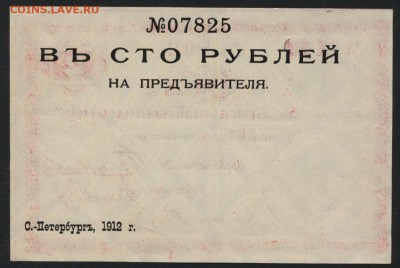 COINS.LAVE.RU
№07825
ВЪ СТО РУБЛЕЙ
НА ПРЕДЪЯВИТЕЛЯ.
С.-Петербургъ, 1912 г.